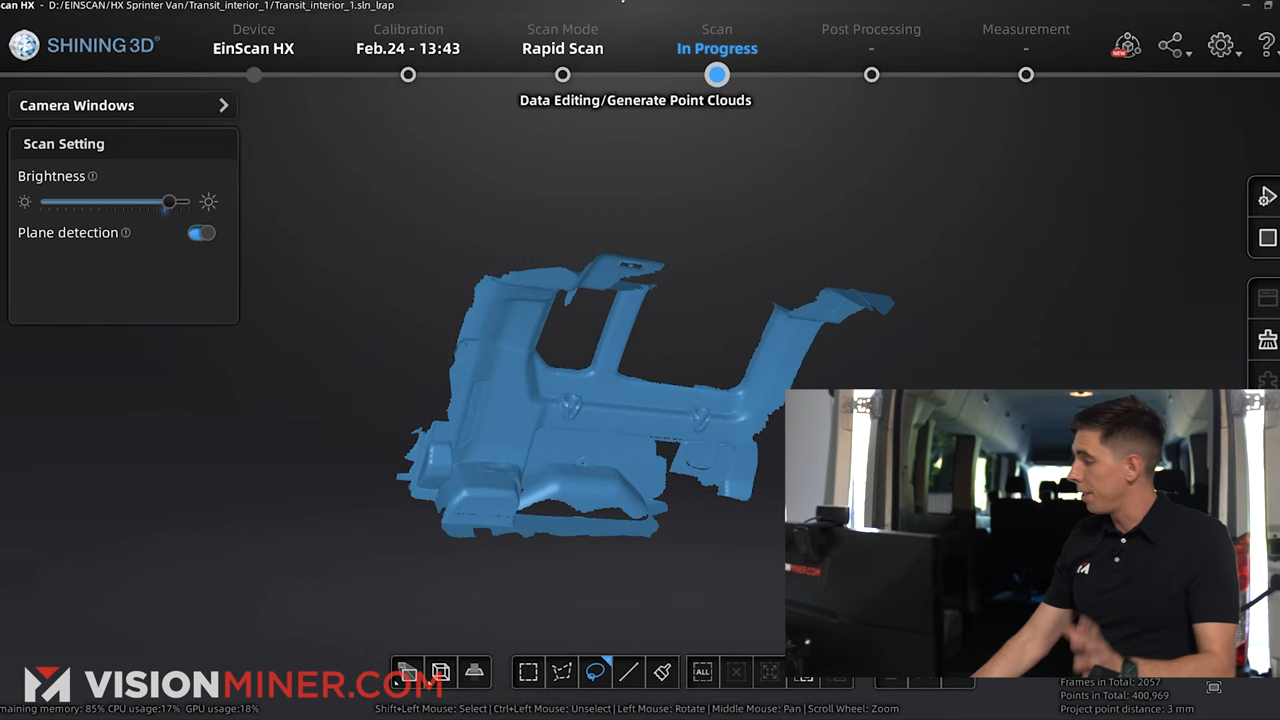 can HX - D:/EINSCAN/HX Sprinter Van/Transit_interior_1/Transit_interior_1.sln_lrap
SHINING 3D®
Device
EinScan HX
Calibration
Feb.24 - 13:43
Scan Mode
Rapid Scan
Scan
In Progress
Post Processing
-
Measurement
-
NEW
?
Data Editing/Generate Point Clouds
Camera Windows
Scan Setting
Brightness
Plane detection
MINER.COM
ALL
VISIONMINER.COM
Frames in Total: 2057
Points in Total: 400,969
Project point distance: 3 mm
maining memory: 85% CPU usage:17% GPU usage:18%
Shift+Left Mouse: Select | Ctrl+Left Mouse: Unselect | Left Mouse: Rotate | Middle Mouse: Pan | Scroll Wheel: Zoom